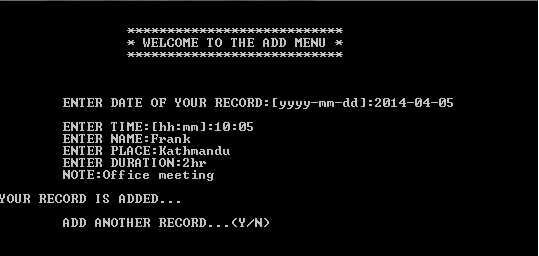 ***************************
* WELCOME TO THE ADD MENU *
***************************
ENTER DATE OF YOUR RECORD:[yyyy-mm-dd]:2014-04-05
ENTER TIME:[hh:mm]:10:05
ENTER NAME:Frank
ENTER PLACE:Kathmandu
ENTER DURATION:2hr
NOTE:Office meeting
YOUR RECORD IS ADDED...
ADD ANOTHER RECORD...(Y/N)